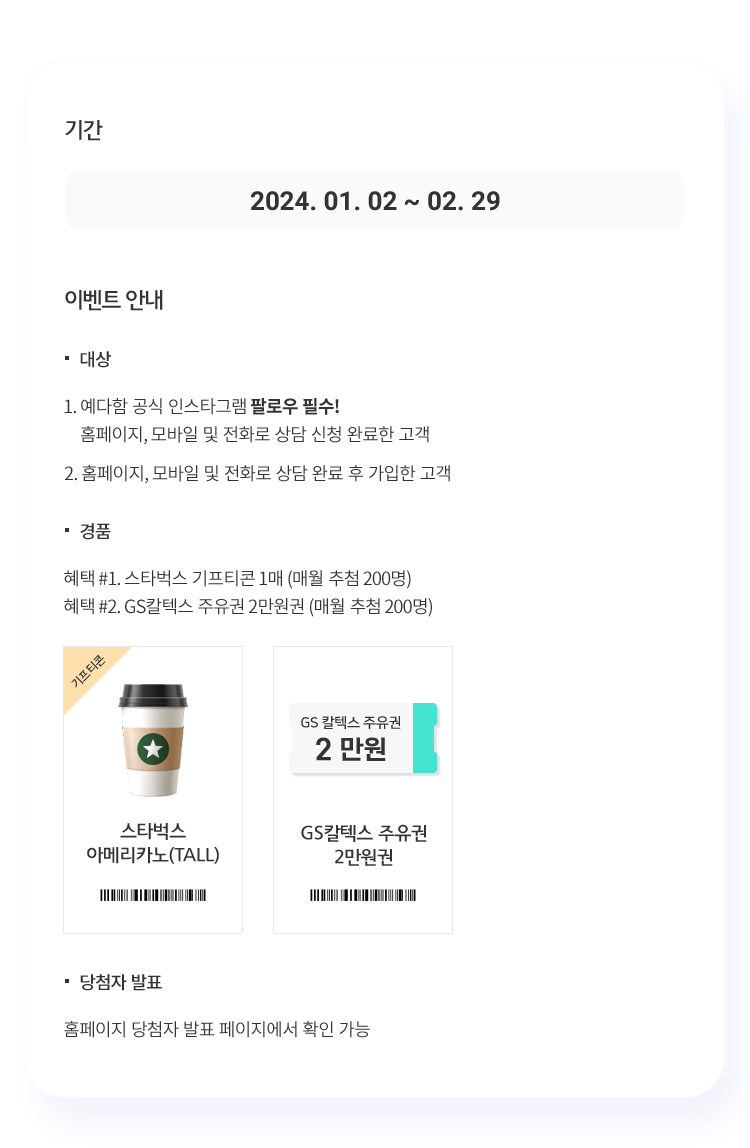 기간
2024. 01. 02 ~ 02. 29
이벤트 안내
대상
1. 예다함 공식 인스타그램 팔로우 필수!
홈페이지, 모바일 및 전화로 상담 신청 완료한 고객
2. 홈페이지, 모바일 및 전화로 상담 완료 후 가입한 고객
경품
혜택 #1. 스타벅스 기프티콘 1매 (매월 추첨 200명)
혜택 #2. GS칼텍스 주유권 2만원권 (매월 추첨 200명)
기프티콘
스타벅스
아메리카노(TALL)
GS 칼텍스 주유권
2 만원
GS칼텍스 주유권
2만원권
당첨자 발표
홈페이지 당첨자 발표 페이지에서 확인 가능